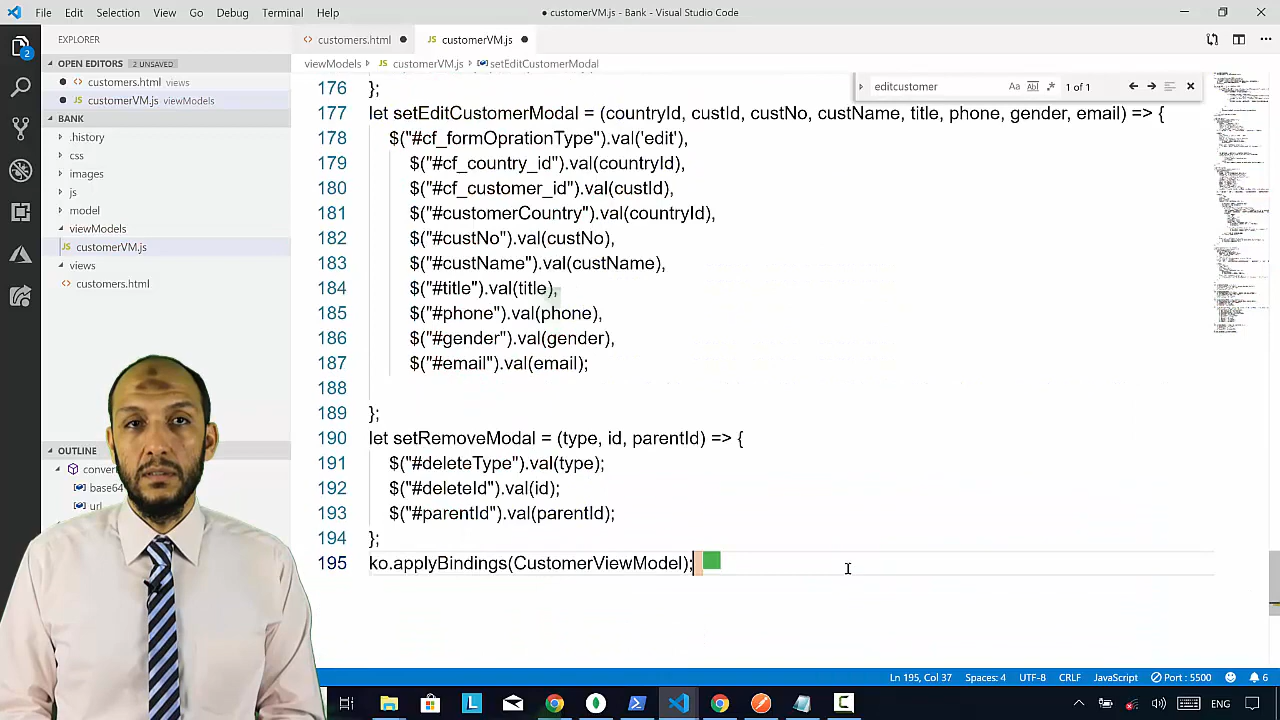 File Edit Selection View Go Debug Terminal Help
● customerVM.js - Bank - Visual Studio Code
EXPLORER
OPEN EDITORS 2 UNSAVED
customers.html views
customerVM.js viewModels
BANK
.history
css
images
js
model
viewModels
JS customerVM.js
views
customers.html
OUTLINE
conver
base64
url
2
customers.html ●
JS customerVM.js ●
viewModels JS customerVM.js setEditCustomerModal
editcustomer Aa Abl .* 1 of 1
176 };
177 let setEditCustomerModal = (countryId, custId, custNo, custName, title, phone, gender, email) => {
178 $("#cf_formOprationType").val('edit'),
179 $("#cf_country_id").val(countryId),
180 $("#cf_customer_id").val(custId),
181 $("#customerCountry").val(countryId),
182 $("#custNo").val(custNo),
183 $("#custName").val(custName),
184 $("#title").val(title),
185 $("#phone").val(phone),
186 $("#gender").val(gender),
187 $("#email").val(email);
188
189 };
190 let setRemoveModal = (type, id, parentId) => {
191 $("#deleteType").val(type);
192 $("#deleteId").val(id);
193 $("#parentId").val(parentId);
194 };
195 ko.applyBindings(CustomerViewModel);
Ln 195, Col 37 Spaces: 4 UTF-8 CRLF JavaScript Port : 5500 6
L
ENG